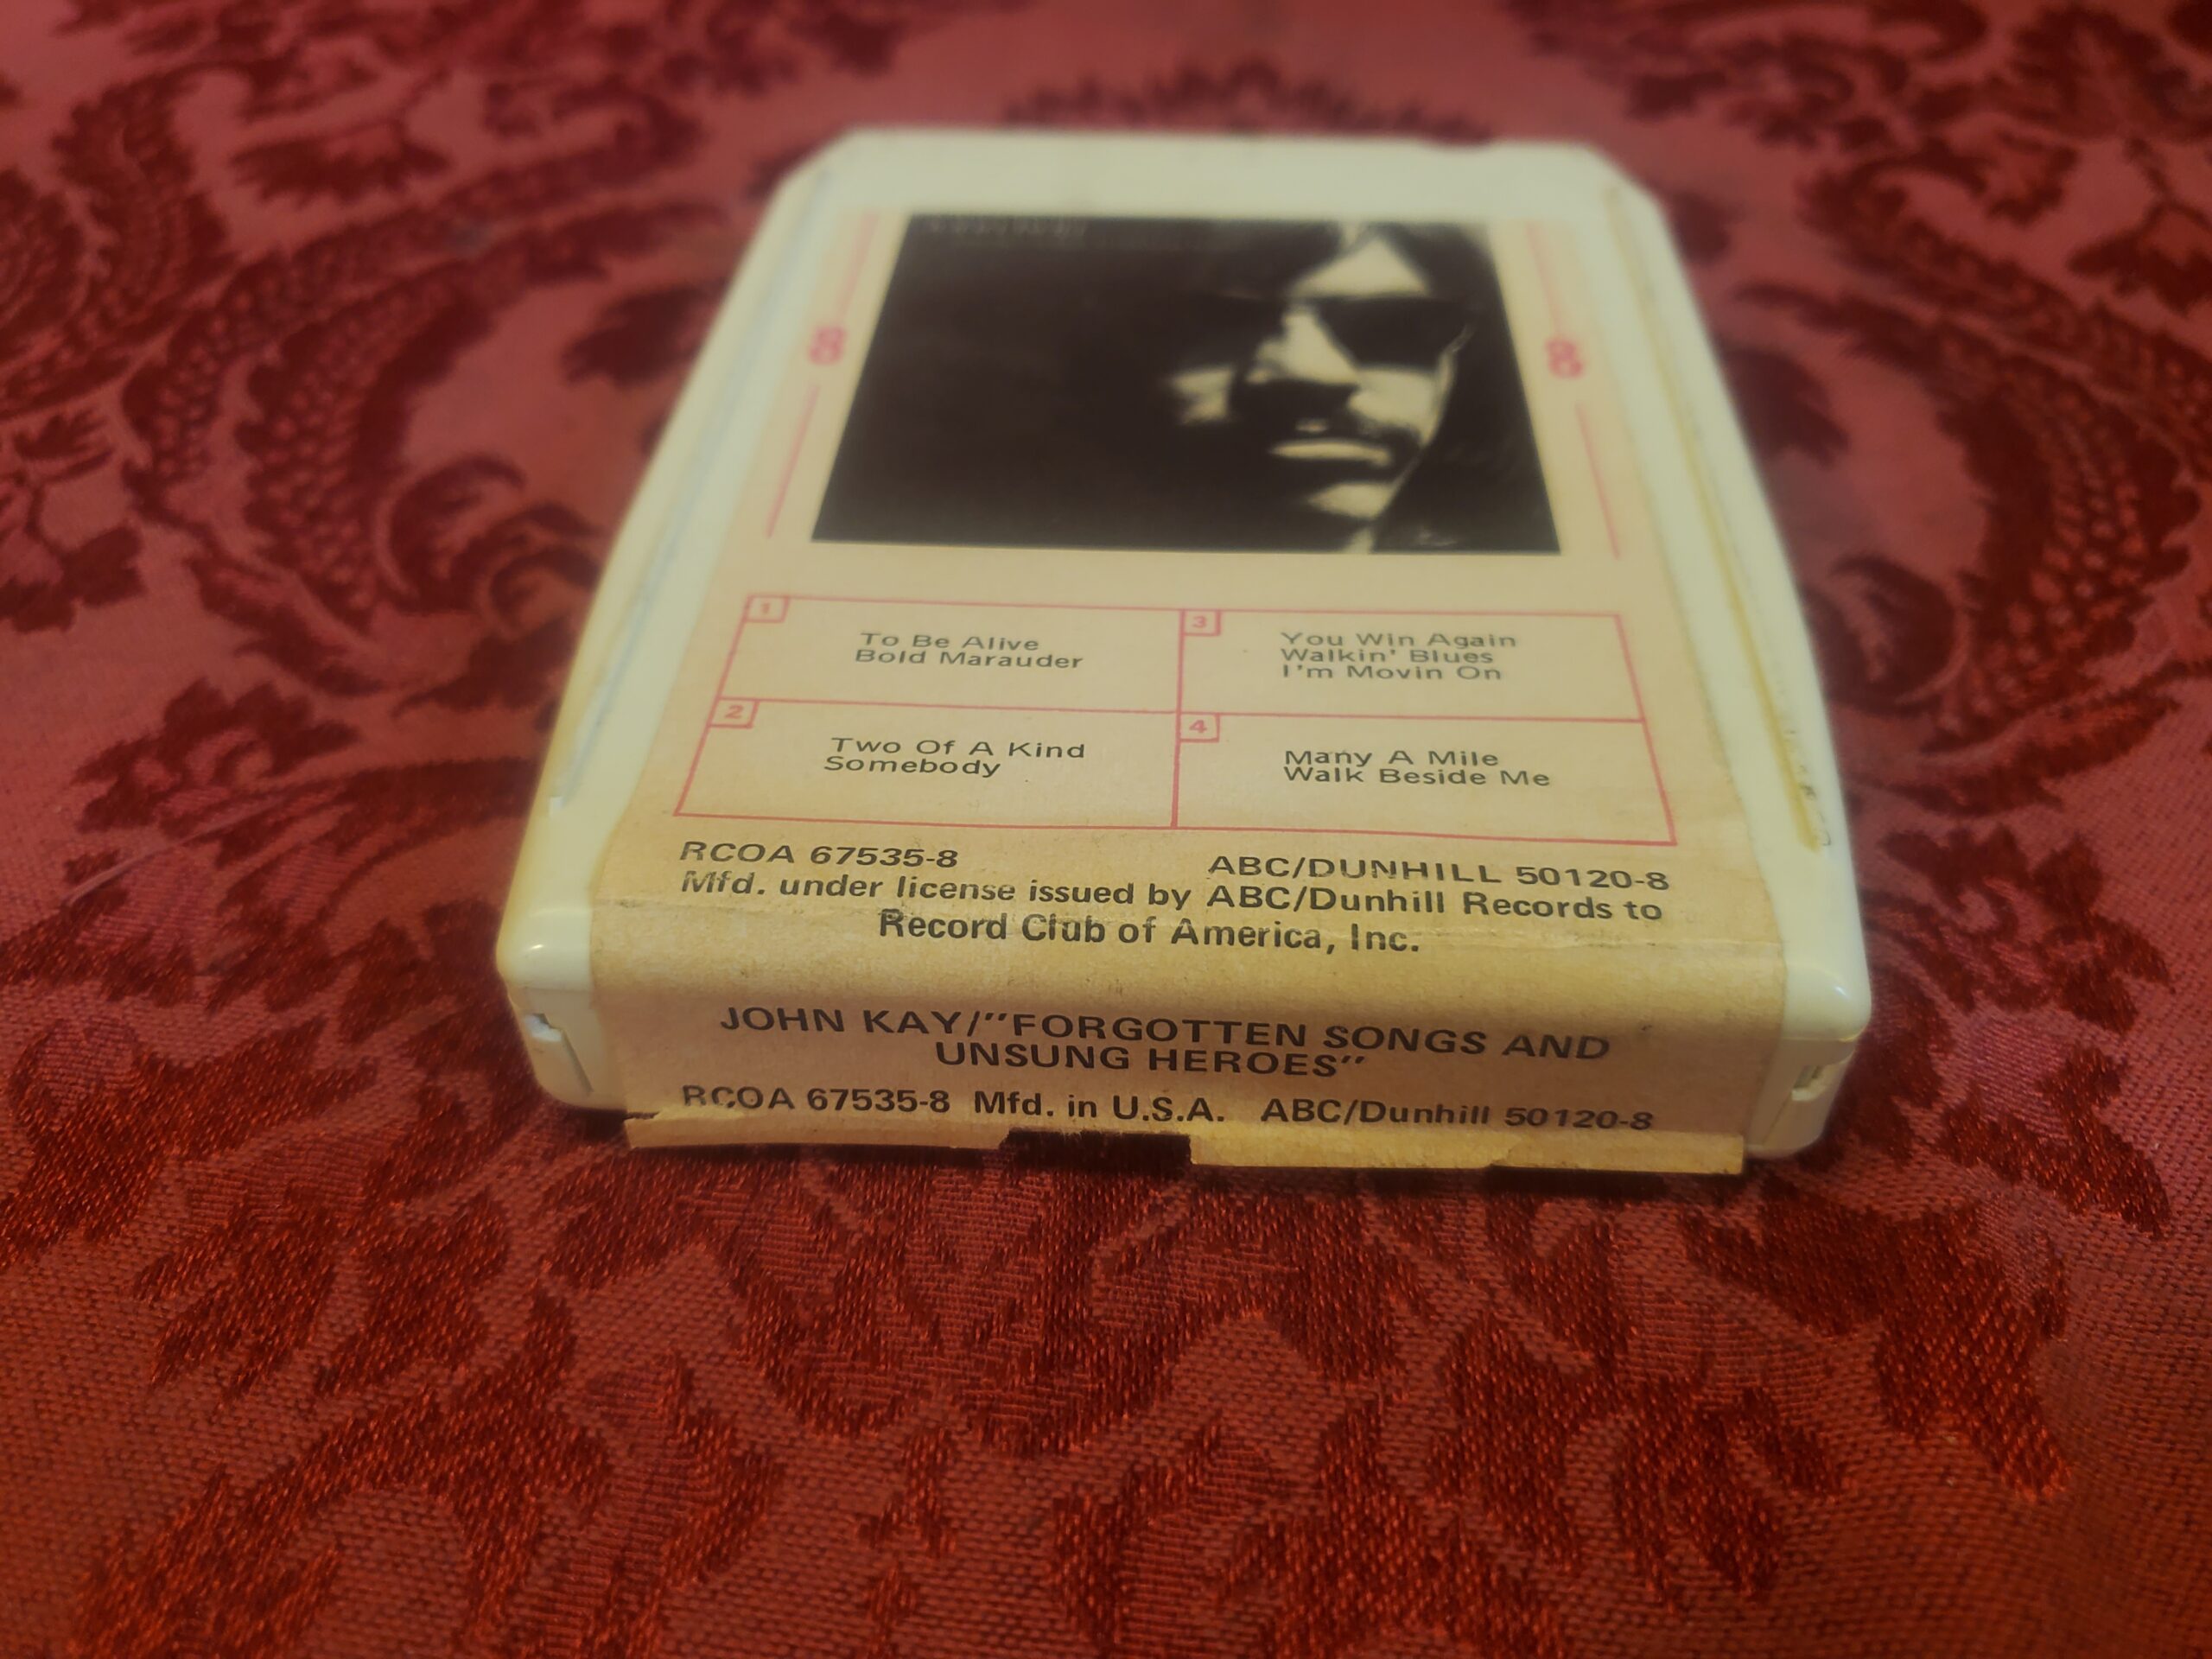 8
8
1
To Be Alive
Bold Marauder
2
Two Of A Kind
Somebody
3
You Win Again
Walkin' Blues
I'm Movin On
4
Many A Mile
Walk Beside Me
RCOA 67535-8 ABC/DUNHILL 50120-8
Mfd. under license issued by ABC/Dunhill Records to
Record Club of America, Inc.
JOHN KAY/"FORGOTTEN SONGS AND
UNSUNG HEROES"
RCOA 67535-8 Mfd. in U.S.A. ABC/Dunhill 50120-8